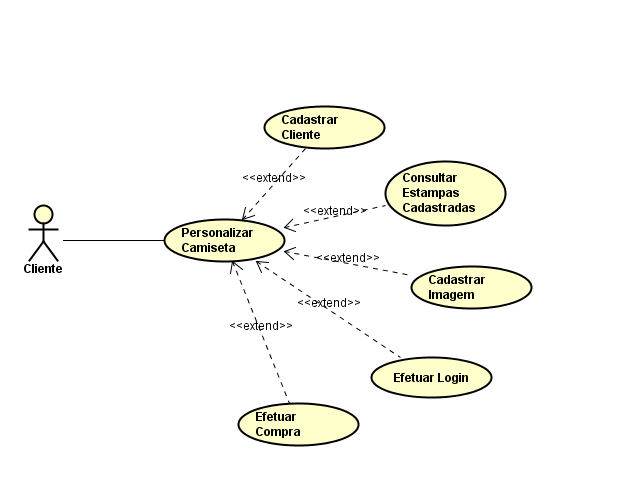 Cadastrar
Cliente
<<extend>>
Consultar
Estampas
Cadastradas
<<extend>>
Personalizar
Camiseta
Cliente
<<extend>>
Cadastrar
Imagem
<<extend>>
<<extend>>
Efetuar Login
Efetuar
Compra